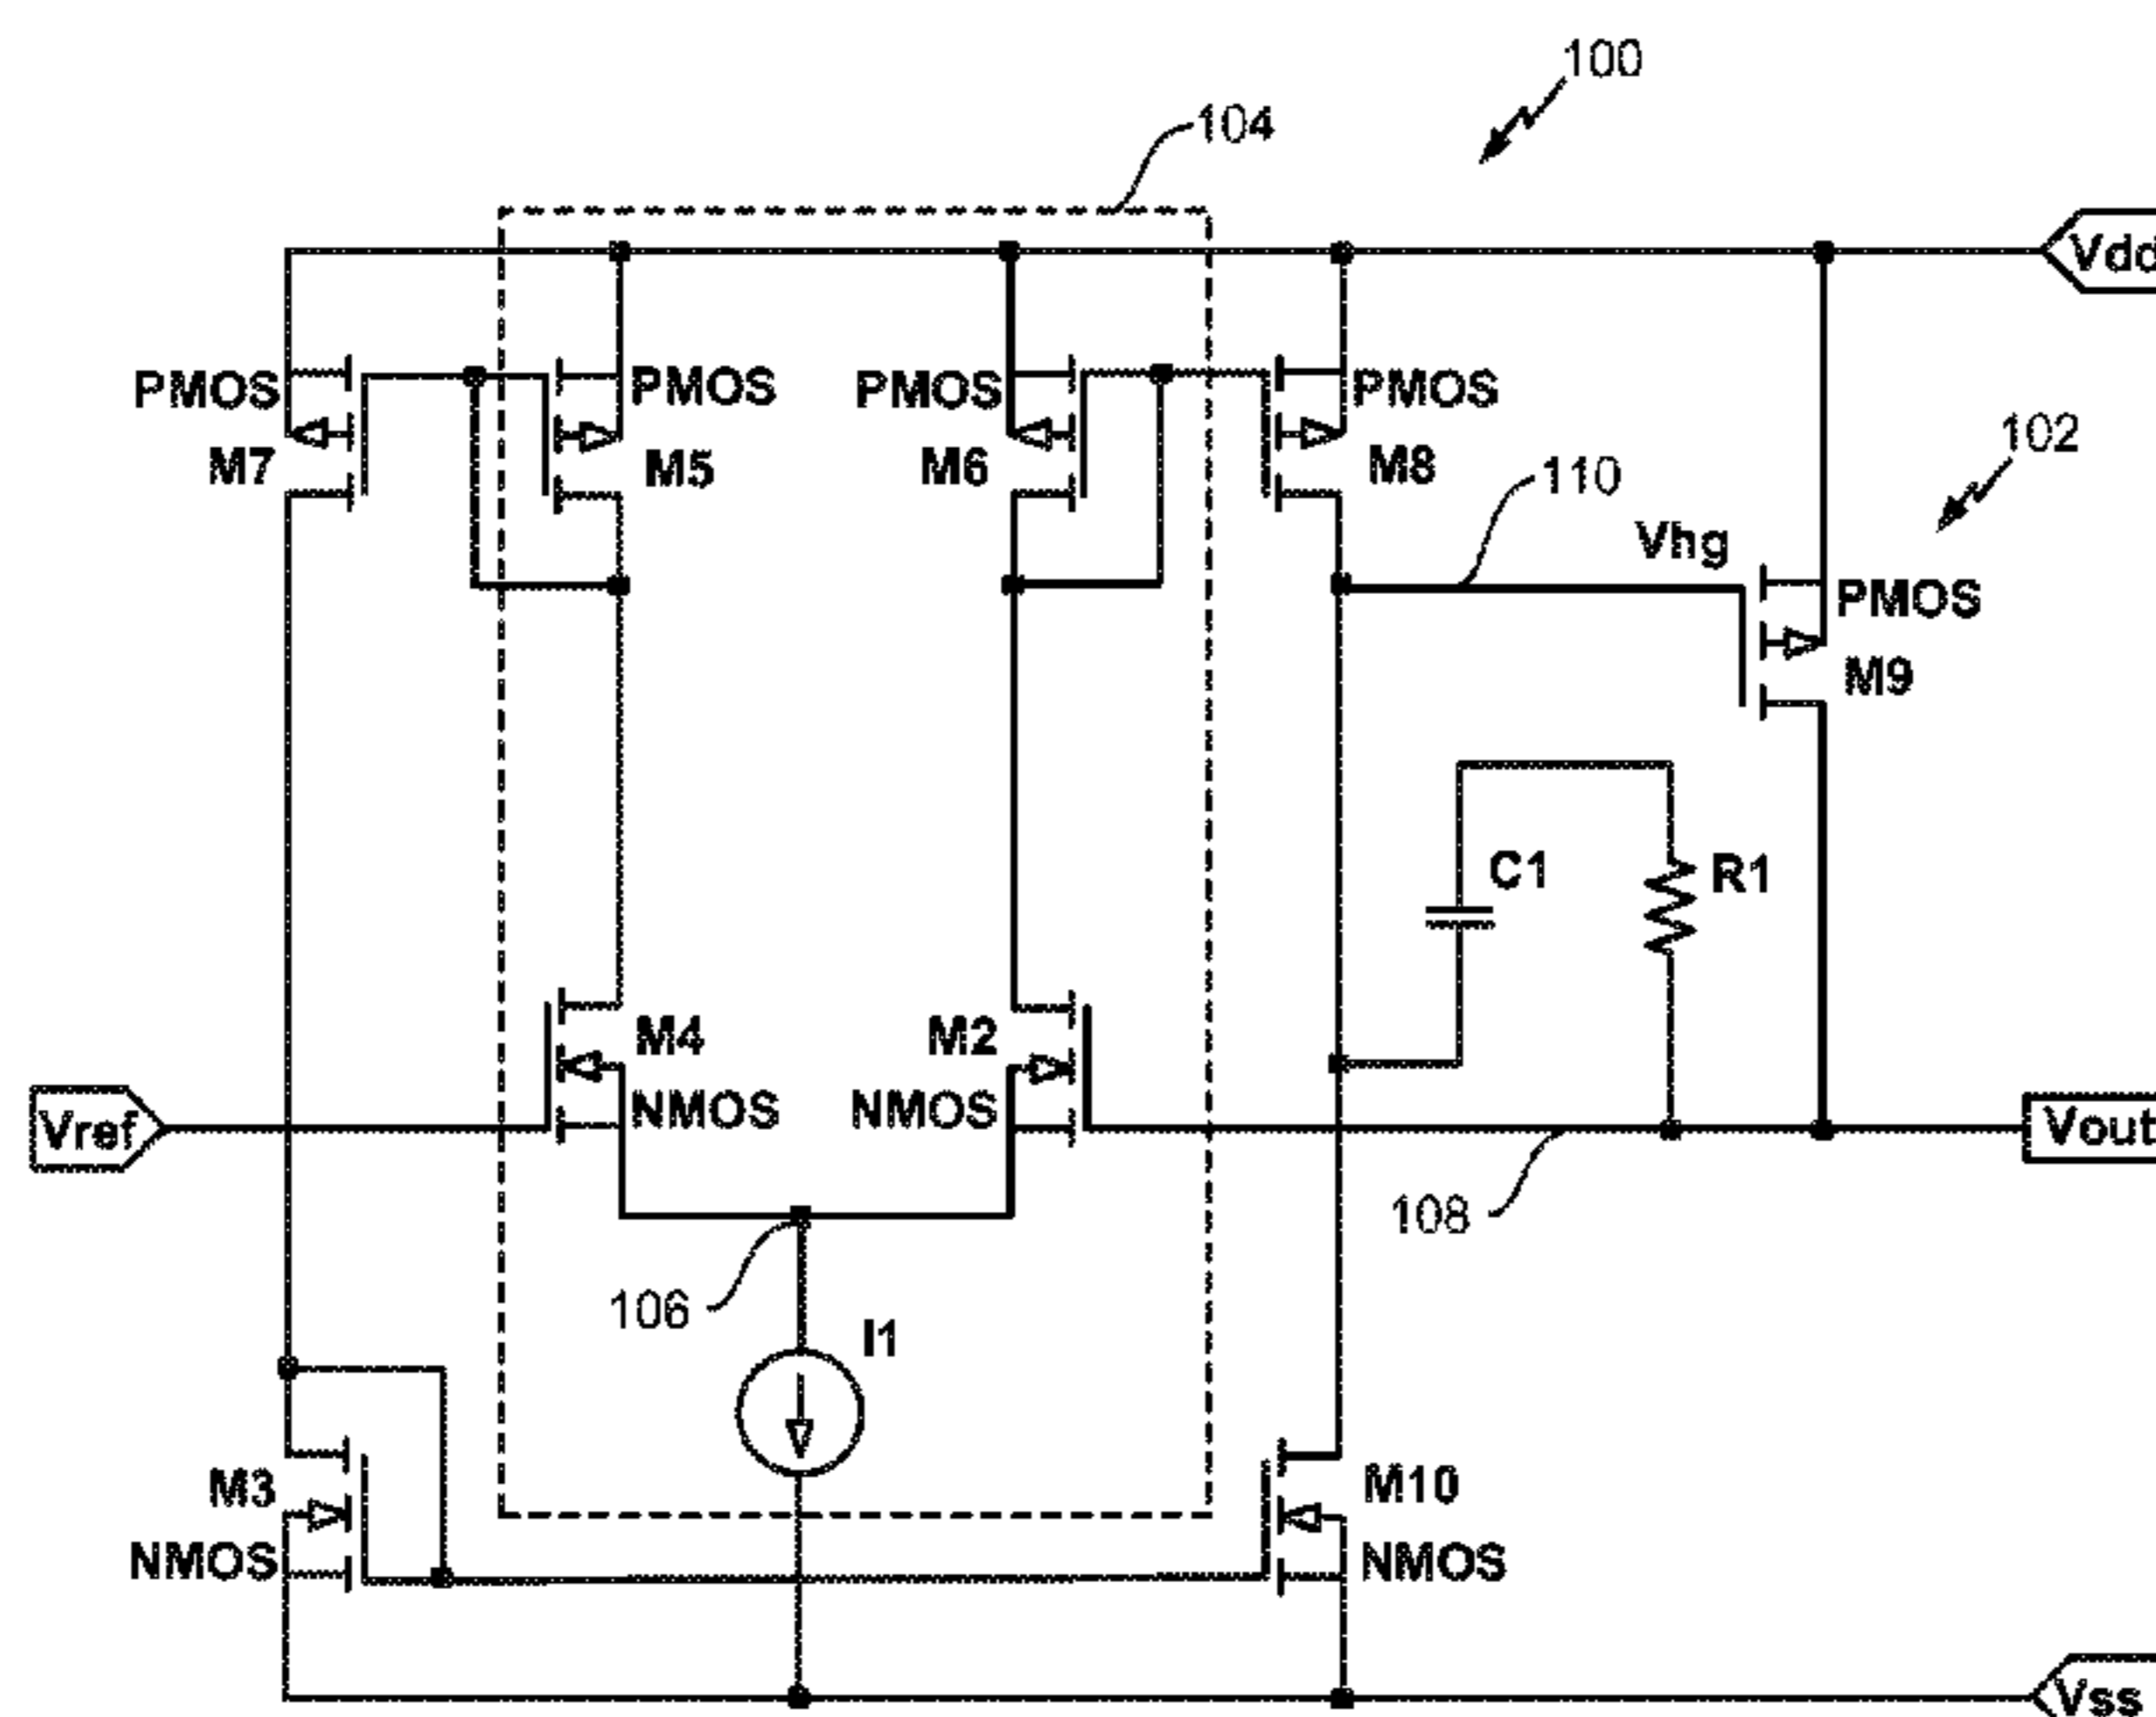 100
104
Vdd
PMOS
PMOS
PMOS
PMOS
M7
M5
M6
M8
102
110
Vhg
PMOS
M9
C1
R1
M4
M2
Vref
NMOS
NMOS
Vout
108
106
I1
M3
M10
NMOS
NMOS
Vss